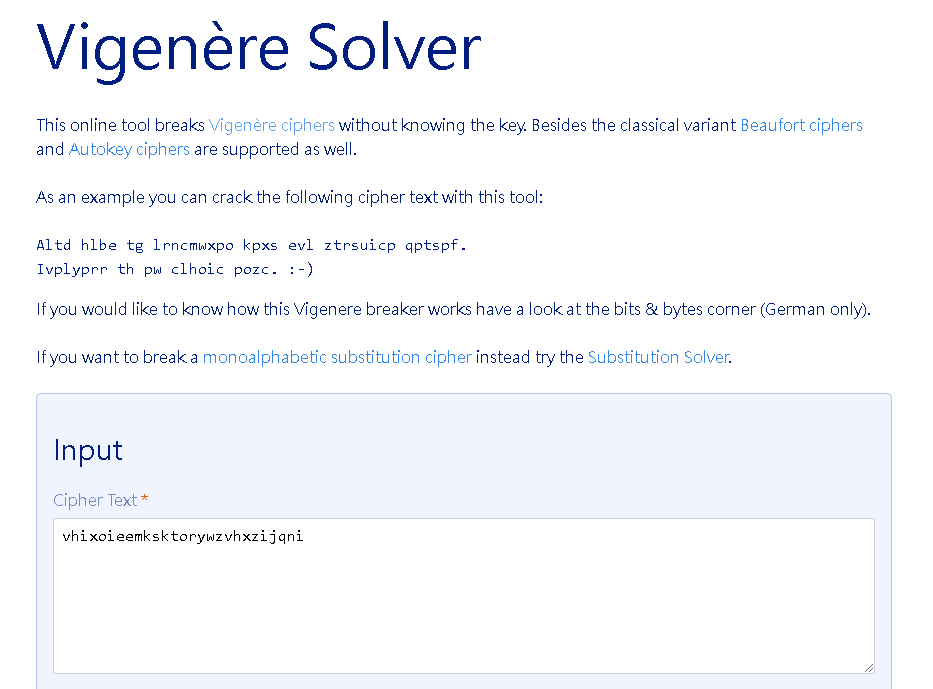 Vigenère Solver
This online tool breaks Vigenère ciphers without knowing the key. Besides the classical variant Beaufort ciphers
and Autokey ciphers are supported as well.
As an example you can crack the following cipher text with this tool:
Altd hlbe tg lrncmwxpo kpxs evl ztrsuicp qptspf.
Ivplyprr th pw clhoic pozc. :-)
If you would like to know how this Vigenere breaker works have a look at the bits & bytes corner (German only).
If you want to break a monoalphabetic substitution cipher instead try the Substitution Solver.
Input
Cipher Text *
vhixoieemksktorywzvhxzijqni